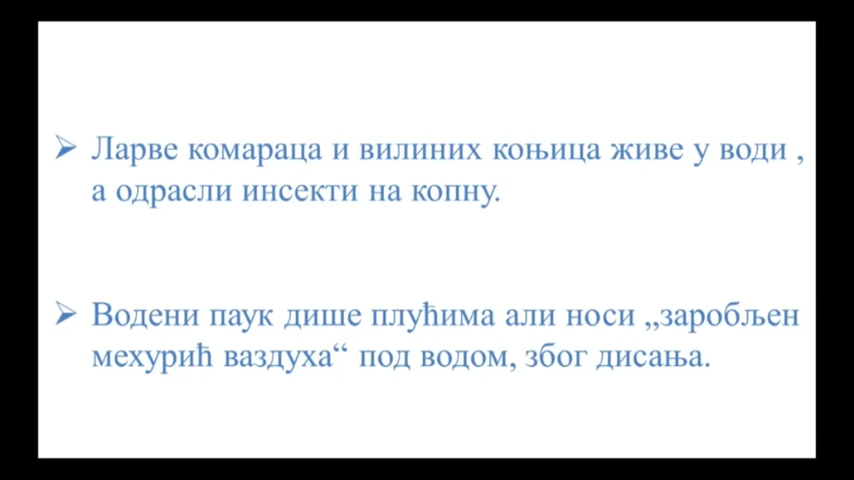 Ларве комараца и вилиних коњица живе у води ,
а одрасли инсекти на копну.
Водени паук дише плућима али носи „заробљен
мехурић ваздуха“ под водом, због дисања.